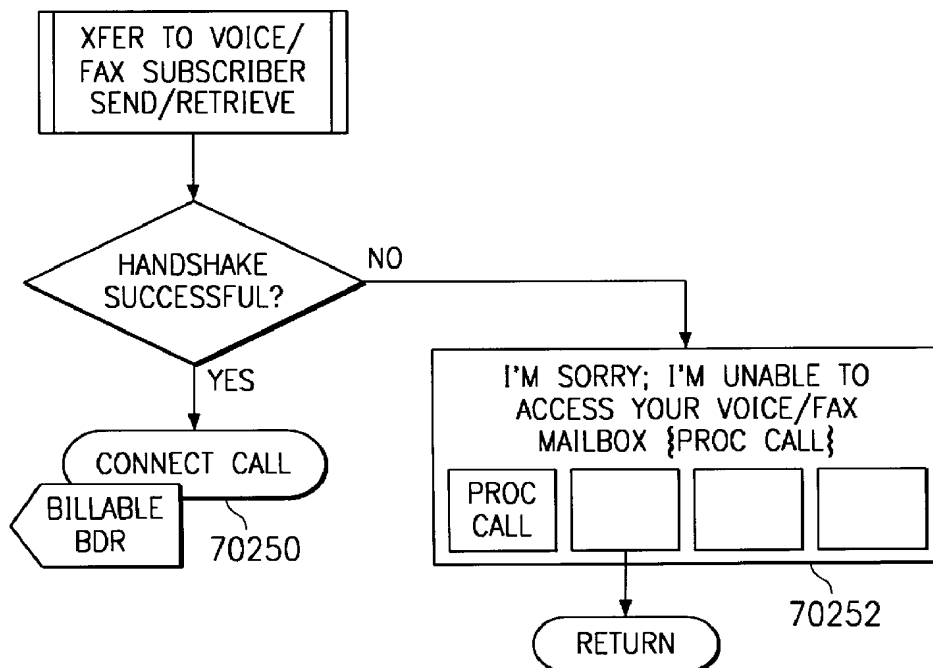 XFER TO VOICE/
FAX SUBSCRIBER
SEND/RETRIEVE
HANDSHAKE
SUCCESSFUL?
NO
YES
CONNECT CALL
BILLABLE
BDR
70250
I'M SORRY; I'M UNABLE TO
ACCESS YOUR VOICE/FAX
MAILBOX {PROC CALL}
PROC
CALL
70252
RETURN